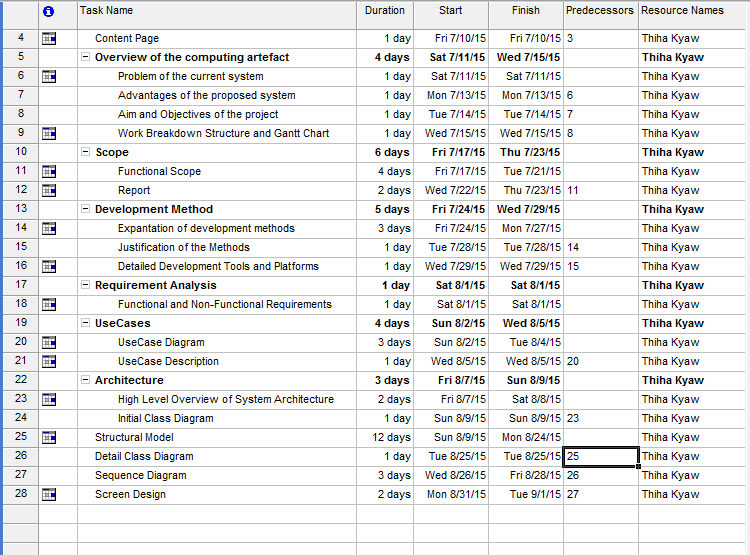 i Task Name Duration Start Finish Predecessors Resource Names
4 Content Page 1 day Fri 7/10/15 Fri 7/10/15 3 Thiha Kyaw
5 Overview of the computing artefact 4 days Sat 7/11/15 Wed 7/15/15 Thiha Kyaw
6 Problem of the current system 1 day Sat 7/11/15 Sat 7/11/15 Thiha Kyaw
7 Advantages of the proposed system 1 day Mon 7/13/15 Mon 7/13/15 6 Thiha Kyaw
8 Aim and Objectives of the project 1 day Tue 7/14/15 Tue 7/14/15 7 Thiha Kyaw
9 Work Breakdown Structure and Gantt Chart 1 day Wed 7/15/15 Wed 7/15/15 8 Thiha Kyaw
10 Scope 6 days Fri 7/17/15 Thu 7/23/15 Thiha Kyaw
11 Functional Scope 4 days Fri 7/17/15 Tue 7/21/15 Thiha Kyaw
12 Report 2 days Wed 7/22/15 Thu 7/23/15 11 Thiha Kyaw
13 Development Method 5 days Fri 7/24/15 Wed 7/29/15 Thiha Kyaw
14 Expantation of development methods 3 days Fri 7/24/15 Mon 7/27/15 Thiha Kyaw
15 Justification of the Methods 1 day Tue 7/28/15 Tue 7/28/15 14 Thiha Kyaw
16 Detailed Development Tools and Platforms 1 day Wed 7/29/15 Wed 7/29/15 15 Thiha Kyaw
17 Requirement Analysis 1 day Sat 8/1/15 Sat 8/1/15 Thiha Kyaw
18 Functional and Non-Functional Requirements 1 day Sat 8/1/15 Sat 8/1/15 Thiha Kyaw
19 UseCases 4 days Sun 8/2/15 Wed 8/5/15 Thiha Kyaw
20 UseCase Diagram 3 days Sun 8/2/15 Tue 8/4/15 Thiha Kyaw
21 UseCase Description 1 day Wed 8/5/15 Wed 8/5/15 20 Thiha Kyaw
22 Architecture 3 days Fri 8/7/15 Sun 8/9/15 Thiha Kyaw
23 High Level Overview of System Architecture 2 days Fri 8/7/15 Sat 8/8/15 Thiha Kyaw
24 Initial Class Diagram 1 day Sun 8/9/15 Sun 8/9/15 23 Thiha Kyaw
25 Structural Model 12 days Sun 8/9/15 Mon 8/24/15 Thiha Kyaw
26 Detail Class Diagram 1 day Tue 8/25/15 Tue 8/25/15 25 Thiha Kyaw
27 Sequence Diagram 3 days Wed 8/26/15 Fri 8/28/15 26 Thiha Kyaw
28 Screen Design 2 days Mon 8/31/15 Tue 9/1/15 27 Thiha Kyaw